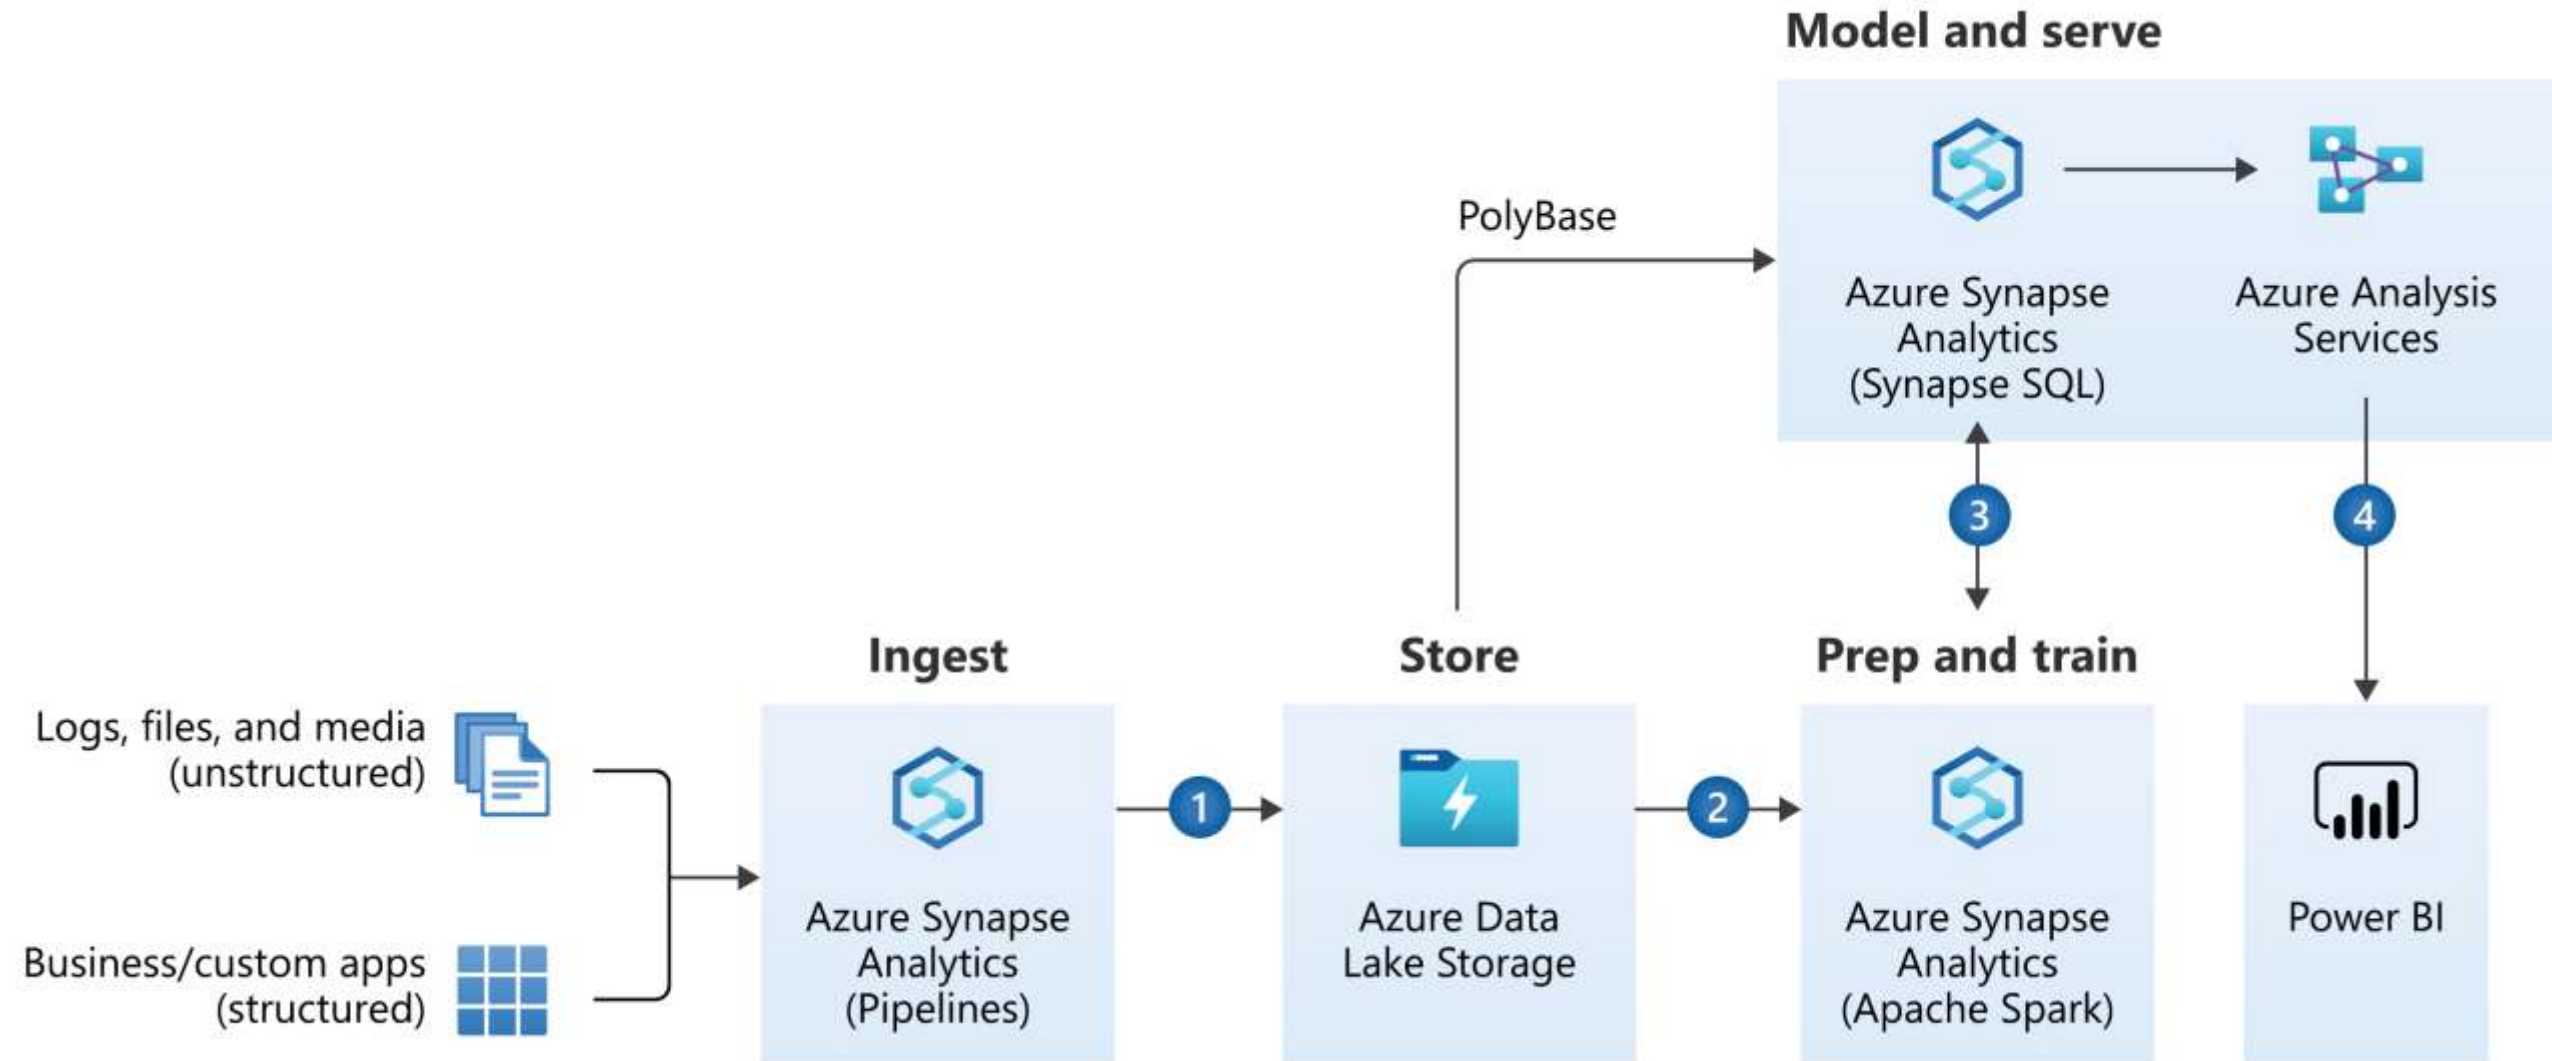 Model and serve
PolyBase
Azure Synapse
Analytics
(Synapse SQL)
Azure Analysis
Services
3
4
Ingest
Store
Prep and train
Logs, files, and media
(unstructured)
Business/custom apps
(structured)
Azure Synapse
Analytics
(Pipelines)
1
Azure Data
Lake Storage
2
Azure Synapse
Analytics
(Apache Spark)
Power BI